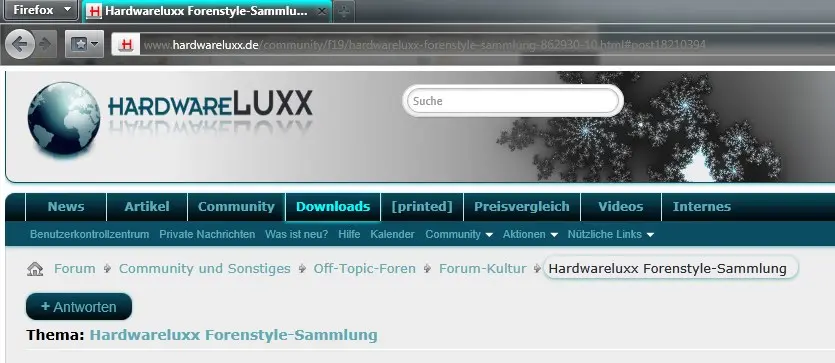 Firefox
Hardwareluxx Forenstyle-Sammlu...
www.hardwareluxx.de/community/f19/hardwareluxx-forenstyle-sammlung-862930-10.html#post18210394
HARDWARELUXX
Suche
News Artikel Community Downloads [printed] Preisvergleich Videos Internes
Benutzerkontrollzentrum Private Nachrichten Was ist neu? Hilfe Kalender Community Aktionen Nützliche Links
Forum Community und Sonstiges Off-Topic-Foren Forum-Kultur Hardwareluxx Forenstyle-Sammlung
+ Antworten
Thema: Hardwareluxx Forenstyle-Sammlung